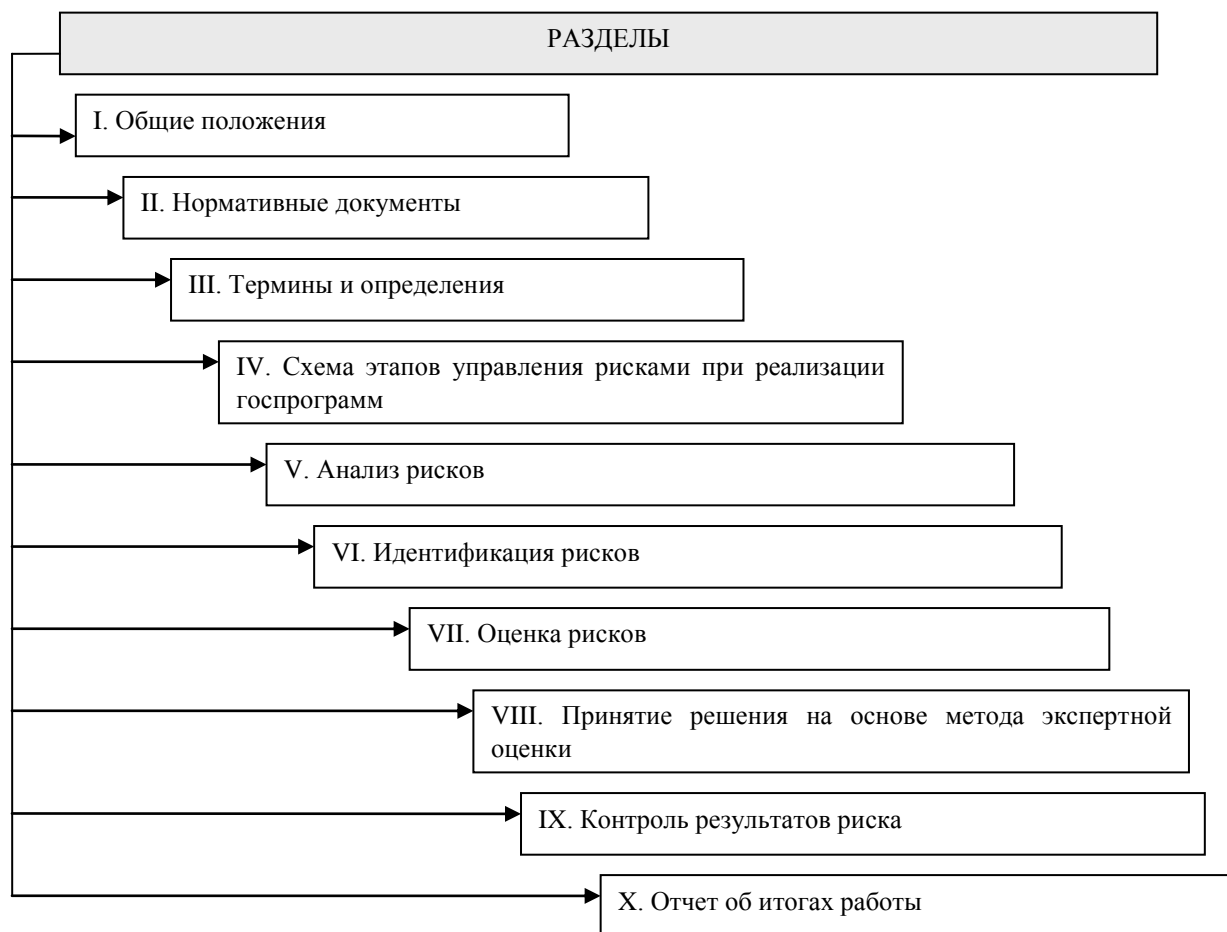 РАЗДЕЛЫ
I. Общие положения
II. Нормативные документы
III. Термины и определения
IV. Схема этапов управления рисками при реализации
госпрограмм
V. Анализ рисков
VI. Идентификация рисков
VII. Оценка рисков
VIII. Принятие решения на основе метода экспертной
оценки
IX. Контроль результатов риска
X. Отчет об итогах работы